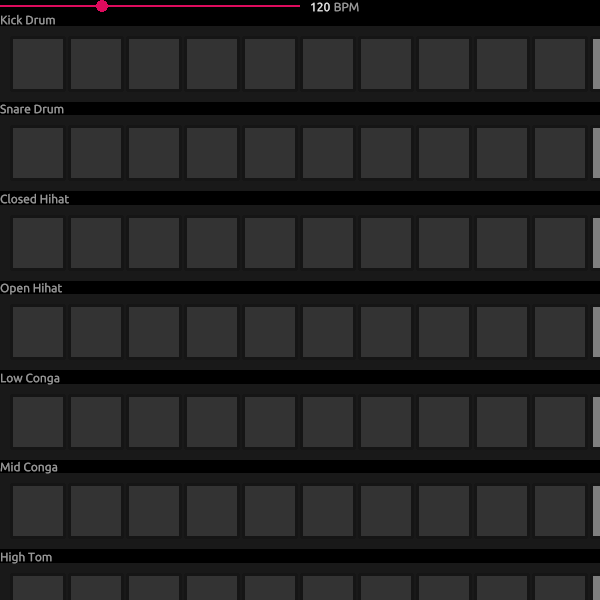 120 BPM
Kick Drum
Snare Drum
Closed Hihat
Open Hihat
Low Conga
Mid Conga
High Tom